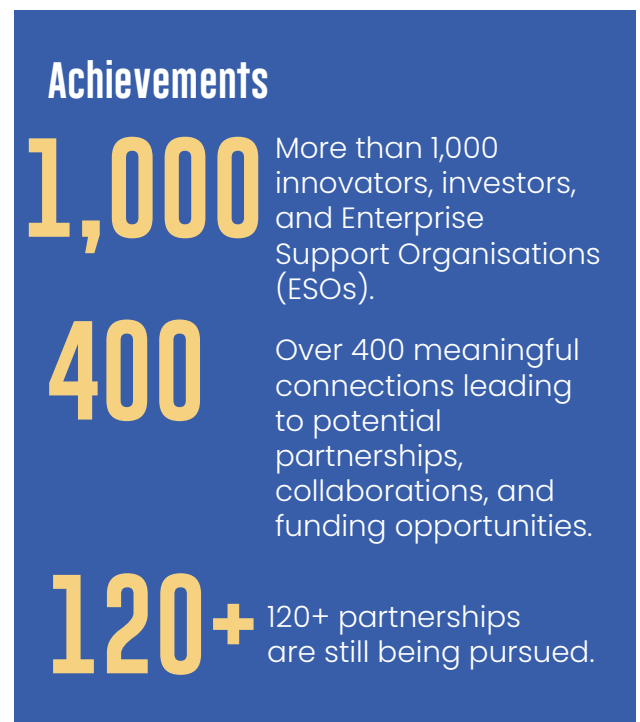 Achievements
1,000
More than 1,000
innovators, investors,
and Enterprise
Support Organisations
(ESOs).
400
Over 400 meaningful
connections leading
to potential
partnerships,
collaborations, and
funding opportunities.
120+
120+ partnerships
are still being pursued.